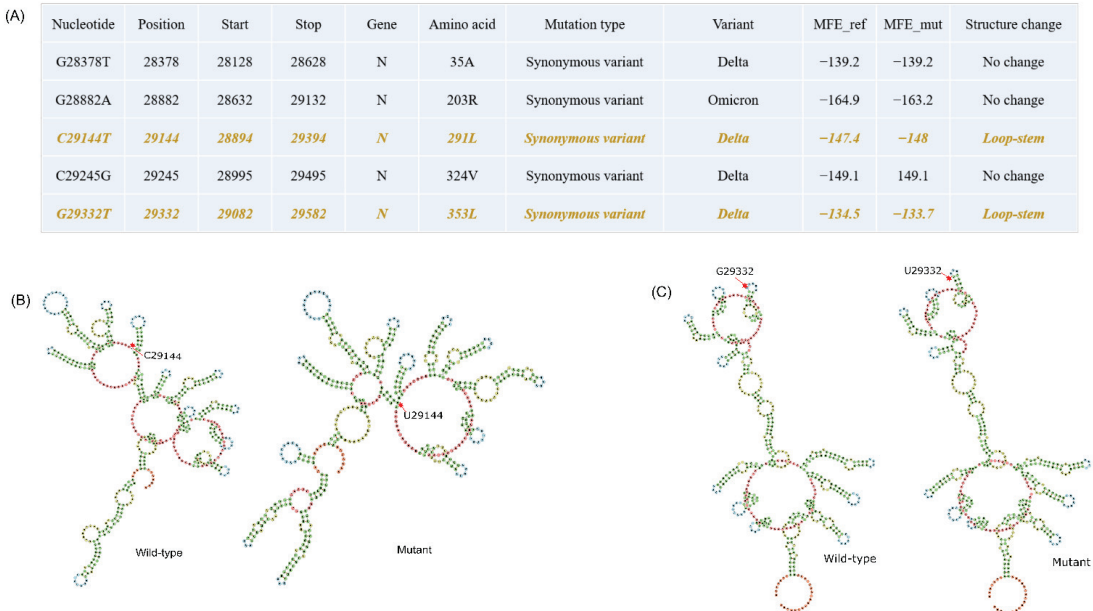 (A)
Nucleotide Position Start Stop Gene Amino acid Mutation type Variant MFE_ref MFE_mut Structure change
G28378T 28378 28128 28628 N 35A Synonymous variant Delta −139.2 −139.2 No change
G28882A 28882 28632 29132 N 203R Synonymous variant Omicron −164.9 −163.2 No change
C29144T 29144 28894 29394 N 291L Synonymous variant Delta −147.4 −148 Loop-stem
C29245G 29245 28995 29495 N 324V Synonymous variant Delta −149.1 149.1 No change
G29332T 29332 29082 29582 N 353L Synonymous variant Delta −134.5 −133.7 Loop-stem
(B)
C29144
Wild-type
U29144
Mutant
(C)
G29332
Wild-type
U29332
Mutant